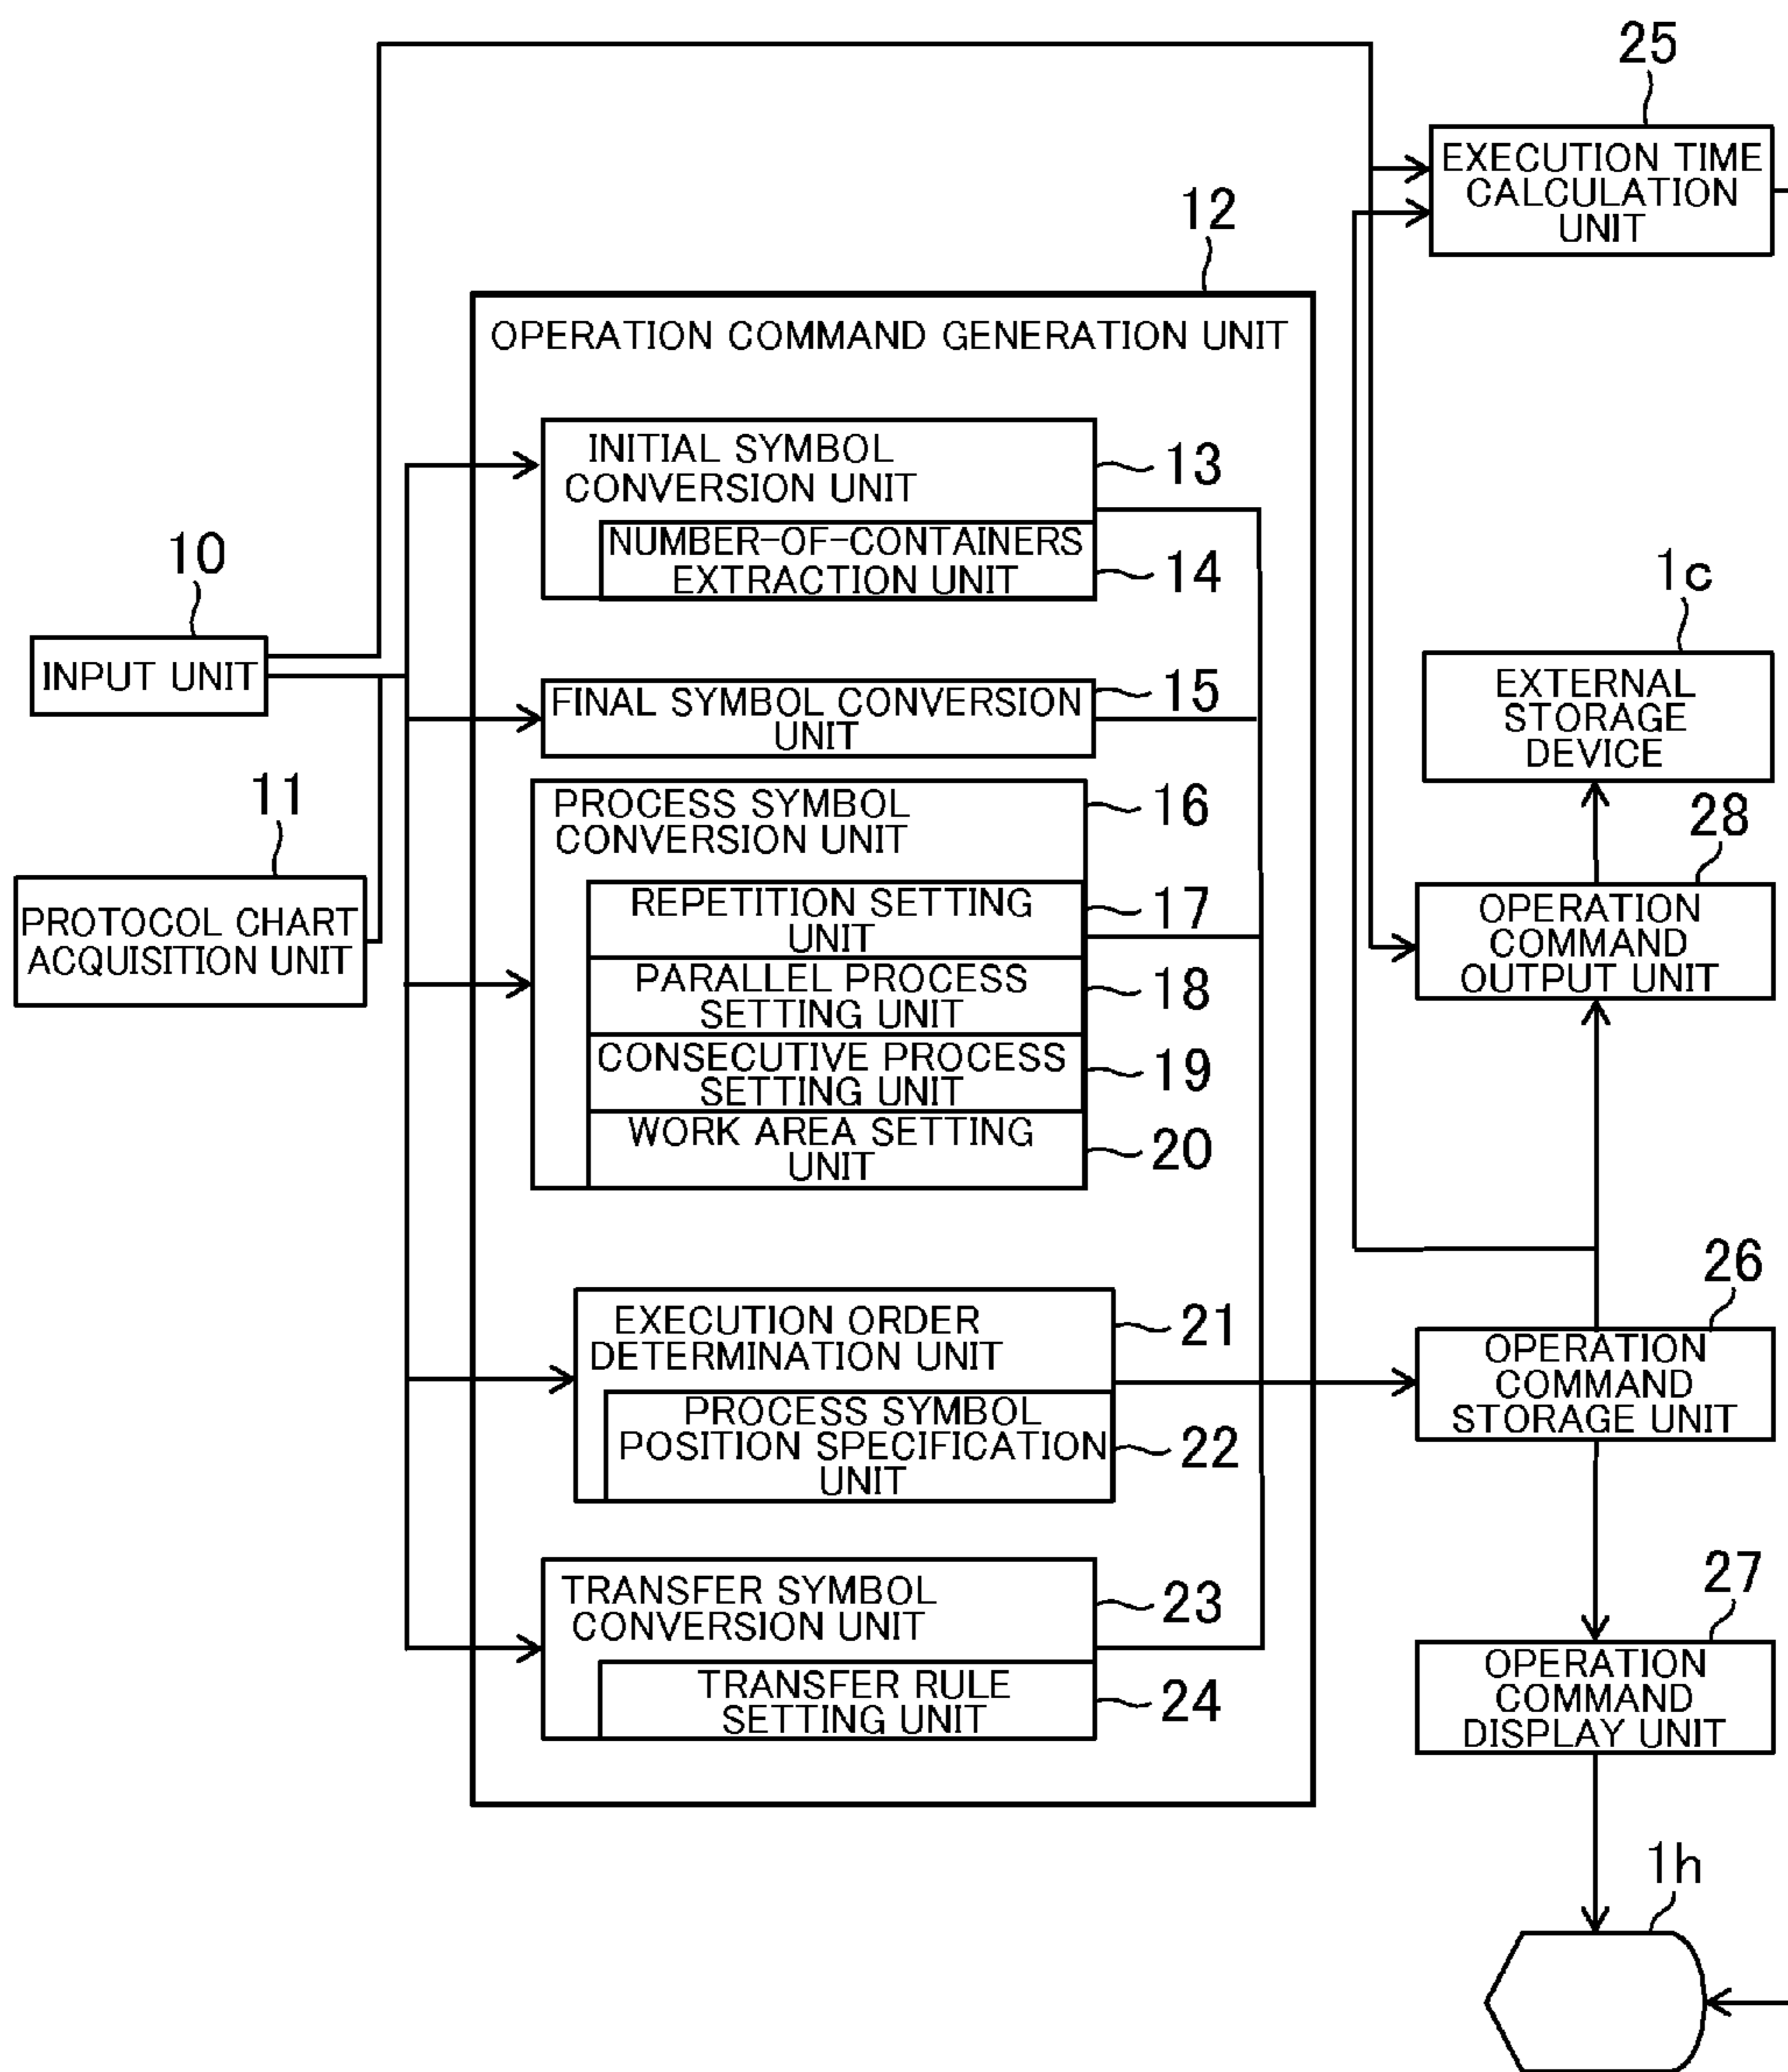 25
EXECUTION TIME
CALCULATION
UNIT
12
OPERATION COMMAND GENERATION UNIT
INITIAL SYMBOL
CONVERSION UNIT
13
NUMBER-OF-CONTAINERS
EXTRACTION UNIT
14
10
INPUT UNIT
1c
EXTERNAL
STORAGE
DEVICE
FINAL SYMBOL CONVERSION
UNIT
15
11
PROTOCOL CHART
ACQUISITION UNIT
PROCESS SYMBOL
CONVERSION UNIT
16
28
OPERATION
COMMAND
OUTPUT UNIT
REPETITION SETTING
UNIT
17
PARALLEL PROCESS
SETTING UNIT
18
CONSECUTIVE PROCESS
SETTING UNIT
19
WORK AREA SETTING
UNIT
20
EXECUTION ORDER
DETERMINATION UNIT
21
PROCESS SYMBOL
POSITION SPECIFICATION
UNIT
22
26
OPERATION
COMMAND
STORAGE UNIT
TRANSFER SYMBOL
CONVERSION UNIT
23
TRANSFER RULE
SETTING UNIT
24
27
OPERATION
COMMAND
DISPLAY UNIT
1h